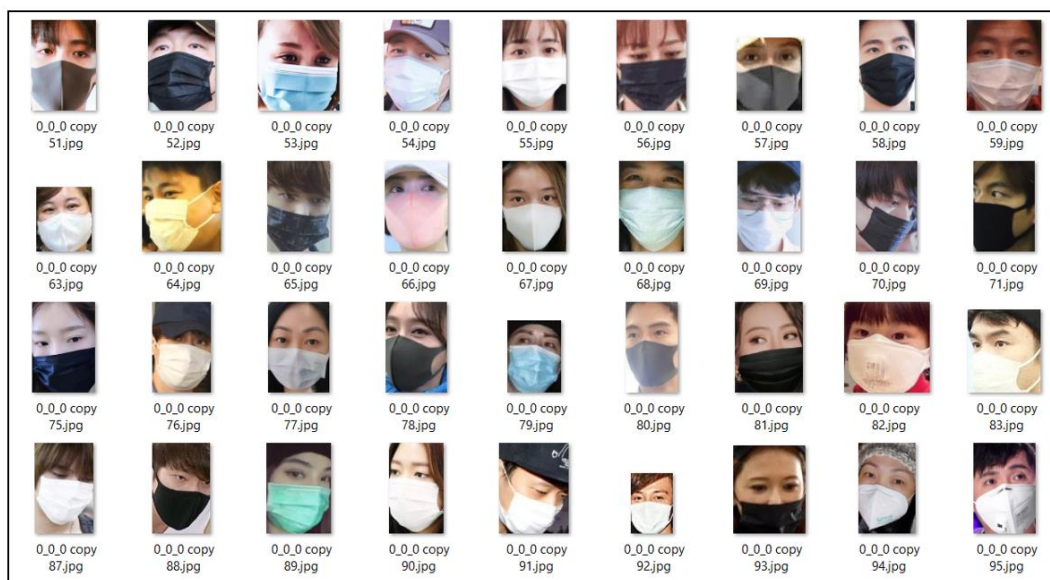 0_0_0 copy 0_0_0 copy 0_0_0 copy 0_0_0 copy 0_0_0 copy 0_0_0 copy 0_0_0 copy 0_0_0 copy 0_0_0 copy
51.jpg 52.jpg 53.jpg 54.jpg 55.jpg 56.jpg 57.jpg 58.jpg 59.jpg
0_0_0 copy 0_0_0 copy 0_0_0 copy 0_0_0 copy 0_0_0 copy 0_0_0 copy 0_0_0 copy 0_0_0 copy 0_0_0 copy
63.jpg 64.jpg 65.jpg 66.jpg 67.jpg 68.jpg 69.jpg 70.jpg 71.jpg
0_0_0 copy 0_0_0 copy 0_0_0 copy 0_0_0 copy 0_0_0 copy 0_0_0 copy 0_0_0 copy 0_0_0 copy 0_0_0 copy
75.jpg 76.jpg 77.jpg 78.jpg 79.jpg 80.jpg 81.jpg 82.jpg 83.jpg
0_0_0 copy 0_0_0 copy 0_0_0 copy 0_0_0 copy 0_0_0 copy 0_0_0 copy 0_0_0 copy 0_0_0 copy 0_0_0 copy
87.jpg 88.jpg 89.jpg 90.jpg 91.jpg 92.jpg 93.jpg 94.jpg 95.jpg